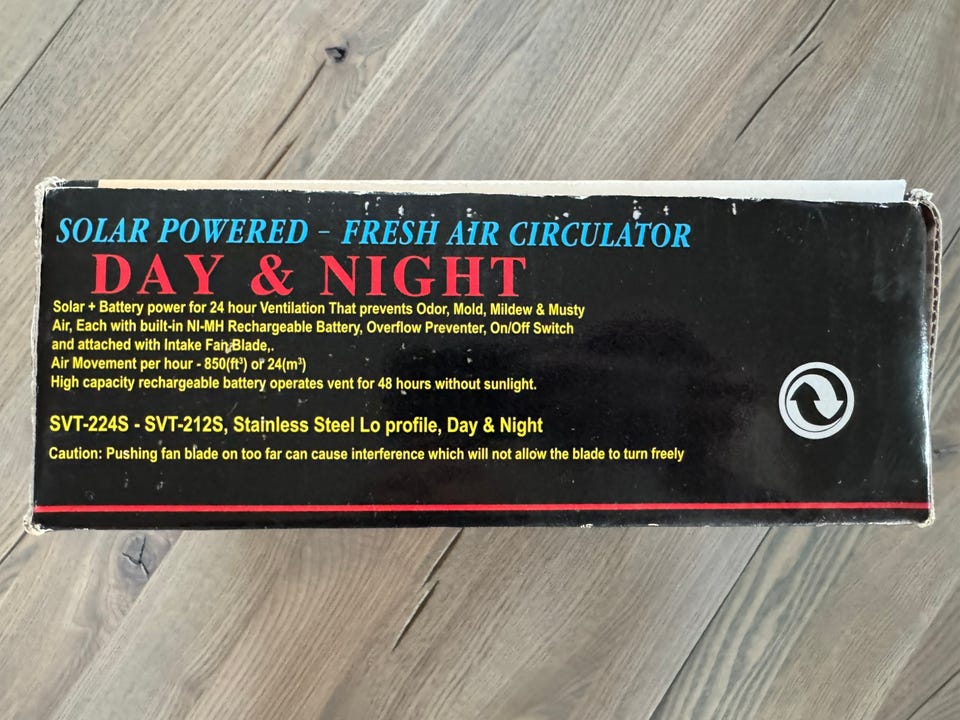 SOLAR POWERED - FRESH AIR CIRCULATOR
DAY & NIGHT
Solar + Battery power for 24 hour Ventilation That prevents Odor, Mold, Mildew & Musty
Air, Each with built-in NI-MH Rechargeable Battery, Overflow Preventer, On/Off Switch
and attached with Intake Fan Blade,.
Air Movement per hour - 850(ft³) or 24(m³)
High capacity rechargeable battery operates vent for 48 hours without sunlight.
SVT-224S - SVT-212S, Stainless Steel Lo profile, Day & Night
Caution: Pushing fan blade on too far can cause interference which will not allow the blade to turn freely